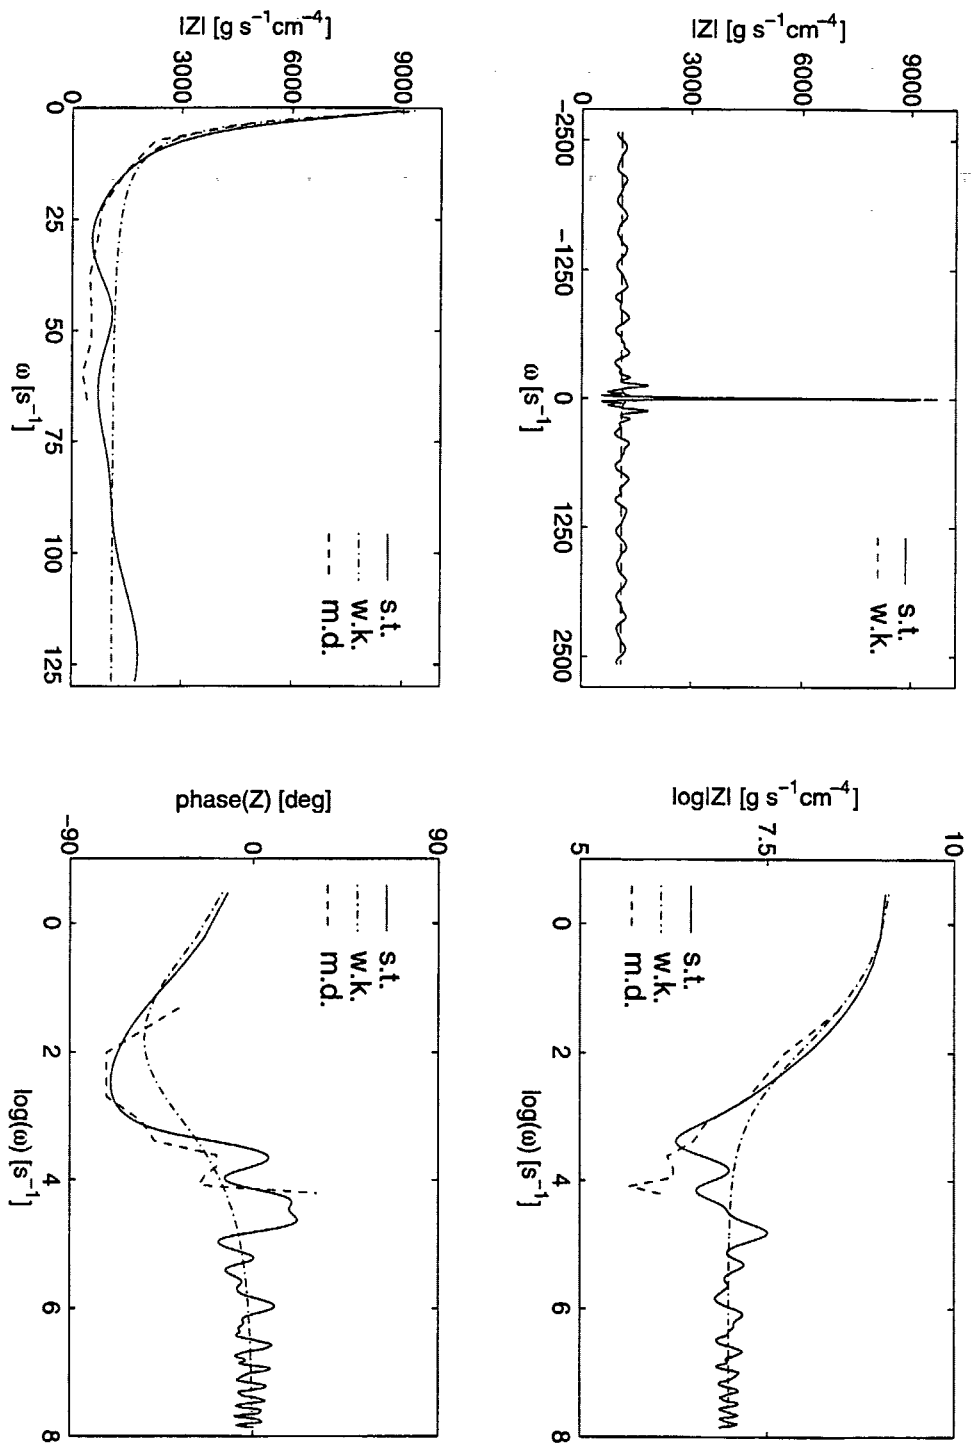 |Z| [g s⁻¹cm⁻⁴]
9000
6000
3000
0
-2500
-1250
0
1250
2500
ω [s⁻¹]
s.t.
w.k.
log|Z| [g s⁻¹cm⁻⁴]
10
7.5
5
0
2
4
6
8
log(ω) [s⁻¹]
s.t.
w.k.
m.d.
|Z| [g s⁻¹cm⁻⁴]
9000
6000
3000
0
0
25
50
75
100
125
ω [s⁻¹]
s.t.
w.k.
m.d.
phase(Z) [deg]
90
0
-90
0
2
4
6
8
log(ω) [s⁻¹]
s.t.
w.k.
m.d.